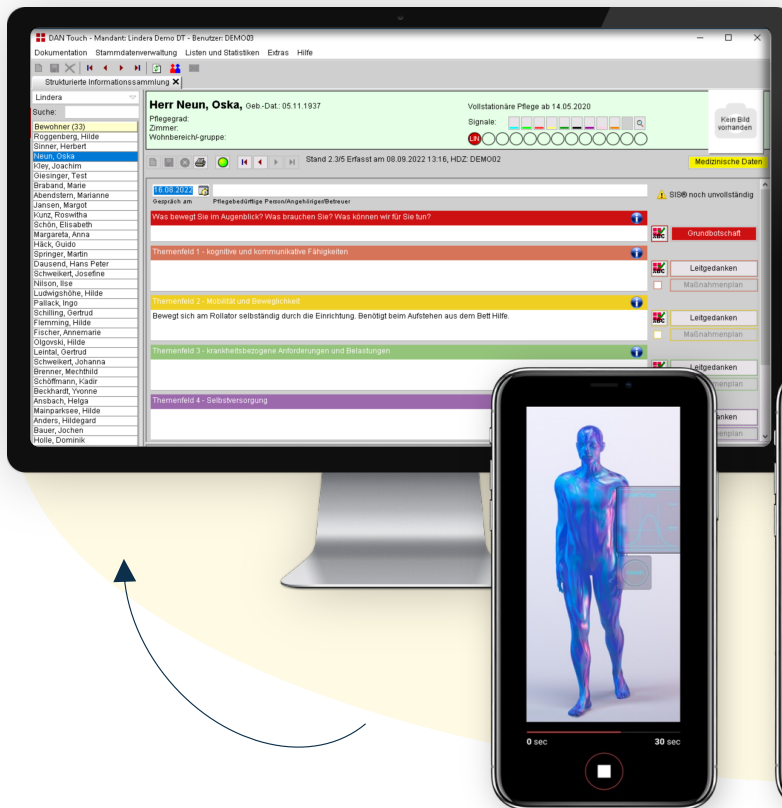 DAN Touch - Mandant: Lindera Demo DT - Benutzer: DEMO03
Dokumentation Stammdatenverwaltung Listen und Statistiken Extras Hilfe
Strukturierte Informationssammlung
Lindera
Suche:
Bewohner (33)
Roggenberg, Hilde
Sinner, Herbert
Neun, Oska
Kley, Joachim
Giesinger, Test
Braband, Marie
Abendstern, Marianne
Jansen, Margot
Kunz, Roswitha
Schön, Elisabeth
Margareta, Anna
Häck, Guido
Springer, Martin
Dausend, Hans Peter
Schweikert, Josefine
Nilson, Ilse
Ludwigshöhe, Hilde
Pallack, Ingo
Schilling, Gertrud
Flemming, Hilde
Fischer, Annemarie
Olgovski, Hilde
Leintal, Gertrud
Schweikert, Johanna
Brenner, Mechthild
Schöffmann, Kadir
Beckhardt, Yvonne
Ansbach, Helga
Mainparksee, Hilde
Anders, Hildegard
Bauer, Jochen
Holle, Dominik
Herr Neun, Oska, Geb.-Dat.: 05.11.1937
Pflegegrad:
Zimmer:
Wohnbereich/-gruppe:
Vollstationäre Pflege ab 14.05.2020
Signale:
LIN
Kein Bild
vorhanden
Stand 2.3/5 Erfasst am 08.09.2022 13:16, HDZ: DEMO02
Medizinische Daten
16.08.2022
Gespräch am Pflegebedürftige Person/Angehöriger/Betreuer
SIS® noch unvollständig
Was bewegt Sie im Augenblick? Was brauchen Sie? Was können wir für Sie tun?
ABC
Grundbotschaft
Themenfeld 1 - kognitive und kommunikative Fähigkeiten
ABC
Leitgedanken
Maßnahmenplan
Themenfeld 2 - Mobilität und Beweglichkeit
Bewegt sich am Rollator selbständig durch die Einrichtung. Benötigt beim Aufstehen aus dem Bett Hilfe.
ABC
Leitgedanken
Maßnahmenplan
Themenfeld 3 - krankheitsbezogene Anforderungen und Belastungen
Leitgedanken
menplan
Themenfeld 4 - Selbstversorgung
anken
menplan
0 sec 30 sec